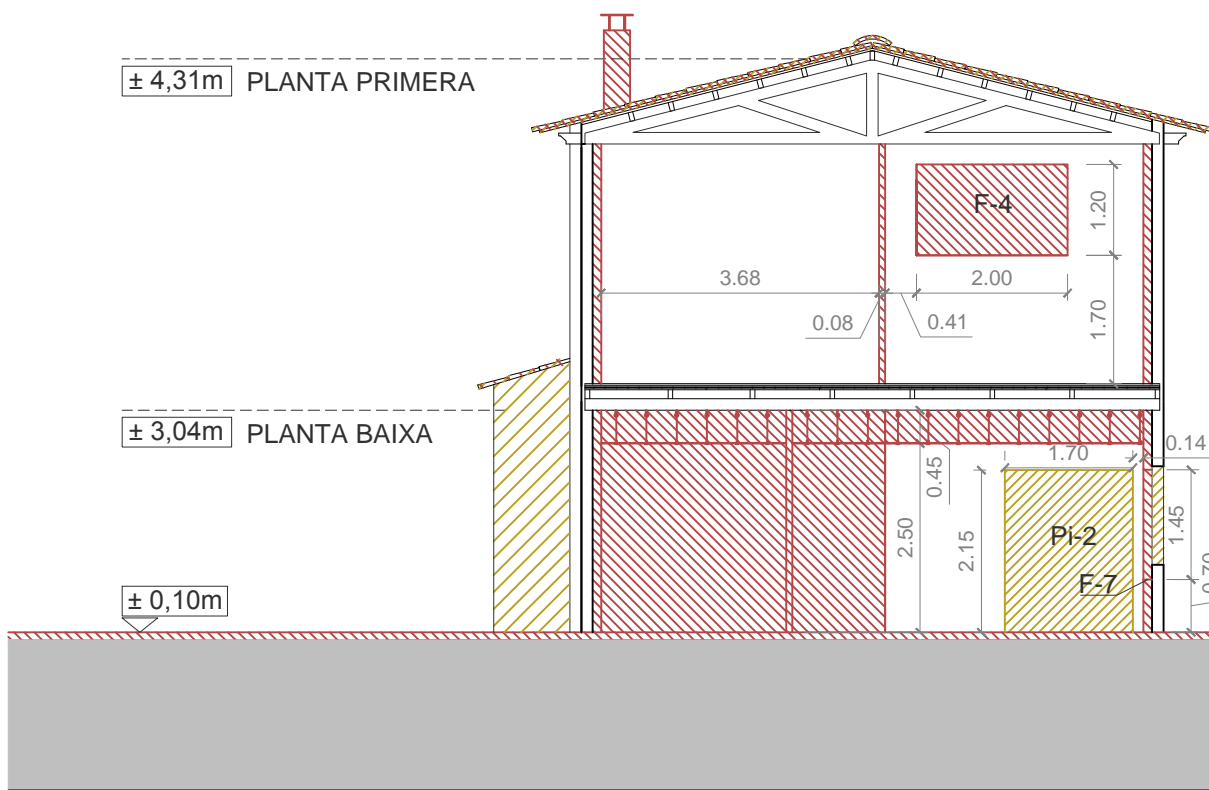 ± 4,31m PLANTA PRIMERA
F-4
1.20
3.68
2.00
0.08
0.41
1.70
± 3,04m PLANTA BAIXA
1.70
0.14
0.45
2.50
2.15
Pi-2
1.45
F-7
± 0,10m